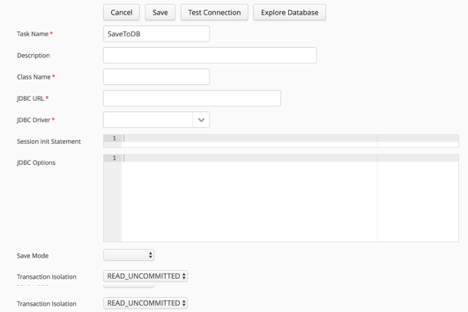 Cancel Save Test Connection Explore Database
Task Name * SaveToDB
Description
Class Name *
JDBC URL *
JDBC Driver *
Session init Statement 1
JDBC Options 1
Save Mode
Transaction Isolation READ_UNCOMMITTED
Transaction Isolation READ_UNCOMMITTED